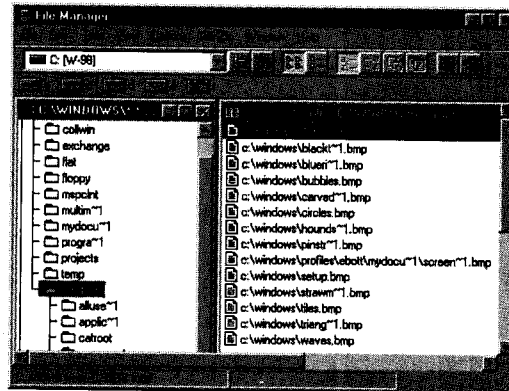 File Manager
C: [W-98]
C:\WINDOWS\*.*
collwin
exchange
fiat
floppy
mspclnt
multim~1
mydocu~1
progra~1
projects
temp
alluse~1
applic~1
catroot
c:\windows\blackt~1.bmp
c:\windows\blueri~1.bmp
c:\windows\bubbles.bmp
c:\windows\carved~1.bmp
c:\windows\circles.bmp
c:\windows\hounds~1.bmp
c:\windows\pinstr~1.bmp
c:\windows\profiles\ebott\mydocu~1\screen~1.bmp
c:\windows\setup.bmp
c:\windows\strawm~1.bmp
c:\windows\tiles.bmp
c:\windows\triang~1.bmp
c:\windows\waves.bmp